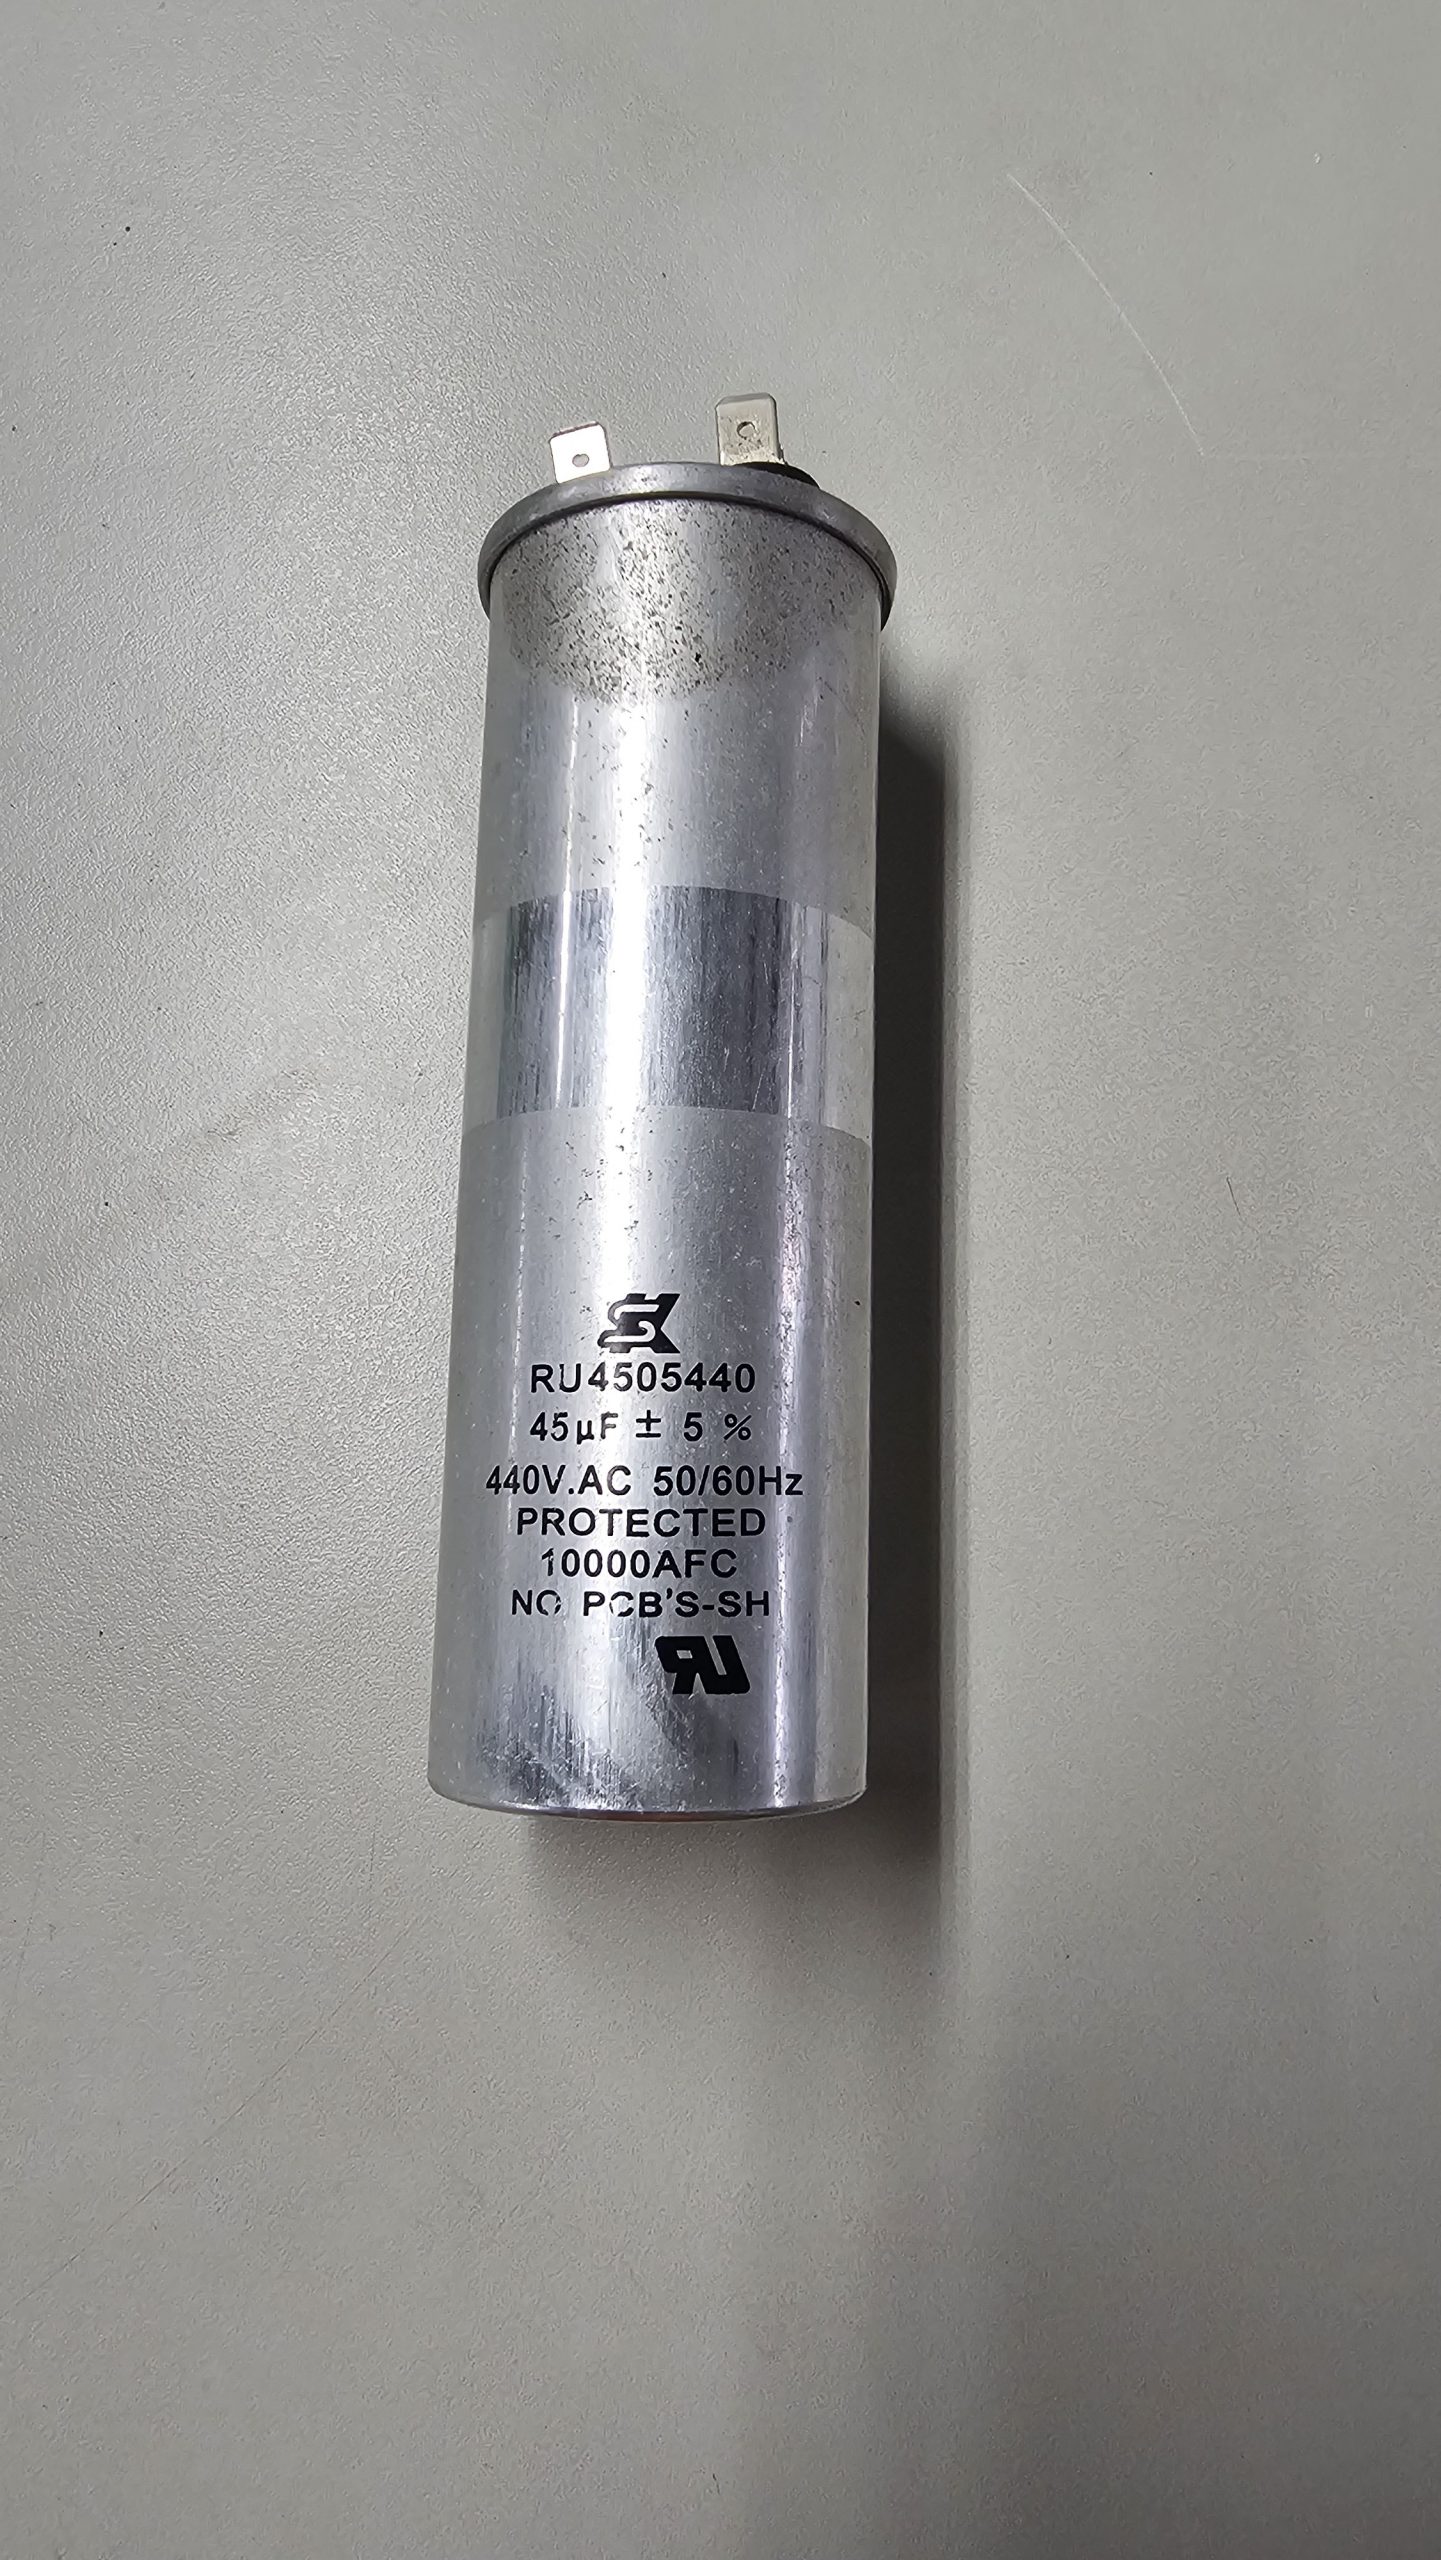 RU4505440
45µF ± 5 %
440V.AC 50/60Hz
PROTECTED
10000AFC
NO PCB'S-SH